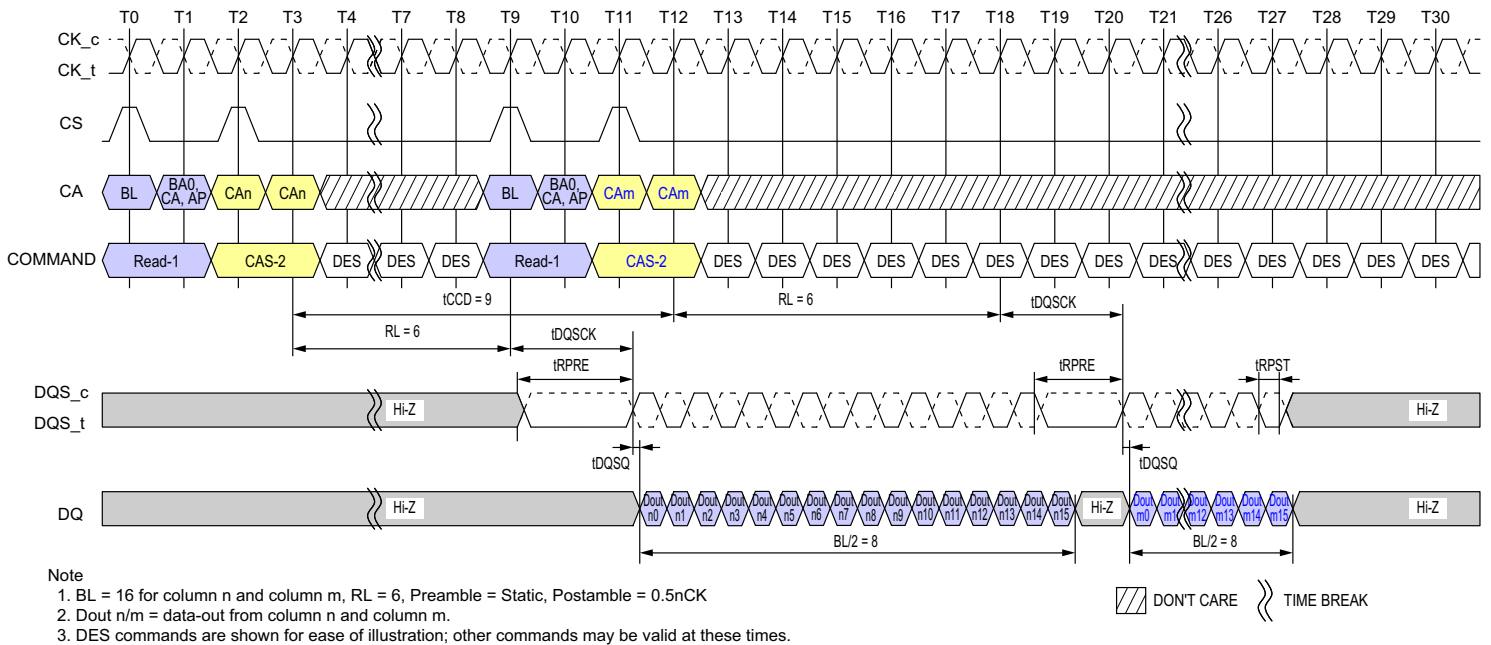 T0 T1 T2 T3 T4 T7 T8 T9 T10 T11 T12 T13 T14 T15 T16 T17 T18 T19 T20 T21 T26 T27 T28 T29 T30
CK_c
CK_t
CS
CA
BL
BA0, CA, AP
CAn
CAn
BL
BA0, CA, AP
CAm
CAm
COMMAND
Read-1
CAS-2
DES
DES
DES
Read-1
CAS-2
DES
DES
DES
DES
DES
DES
DES
DES
DES
DES
DES
DES
DES
DES
tCCD = 9
RL = 6
tDQSCK
RL = 6
tDQSCK
tRPRE
tRPRE
tRPST
DQS_c
DQS_t
Hi-Z
Hi-Z
tDQSQ
tDQSQ
DQ
Hi-Z
Dout n0
Dout n1
Dout n2
Dout n3
Dout n4
Dout n5
Dout n6
Dout n7
Dout n8
Dout n9
Dout n10
Dout n11
Dout n12
Dout n13
Dout n14
Dout n15
Hi-Z
Dout m0
Dout m1
Dout m12
Dout m13
Dout m14
Dout m15
Hi-Z
BL/2 = 8
BL/2 = 8
Note
1. BL = 16 for column n and column m, RL = 6, Preamble = Static, Postamble = 0.5nCK
2. Dout n/m = data-out from column n and column m.
3. DES commands are shown for ease of illustration; other commands may be valid at these times.
DON'T CARE
TIME BREAK